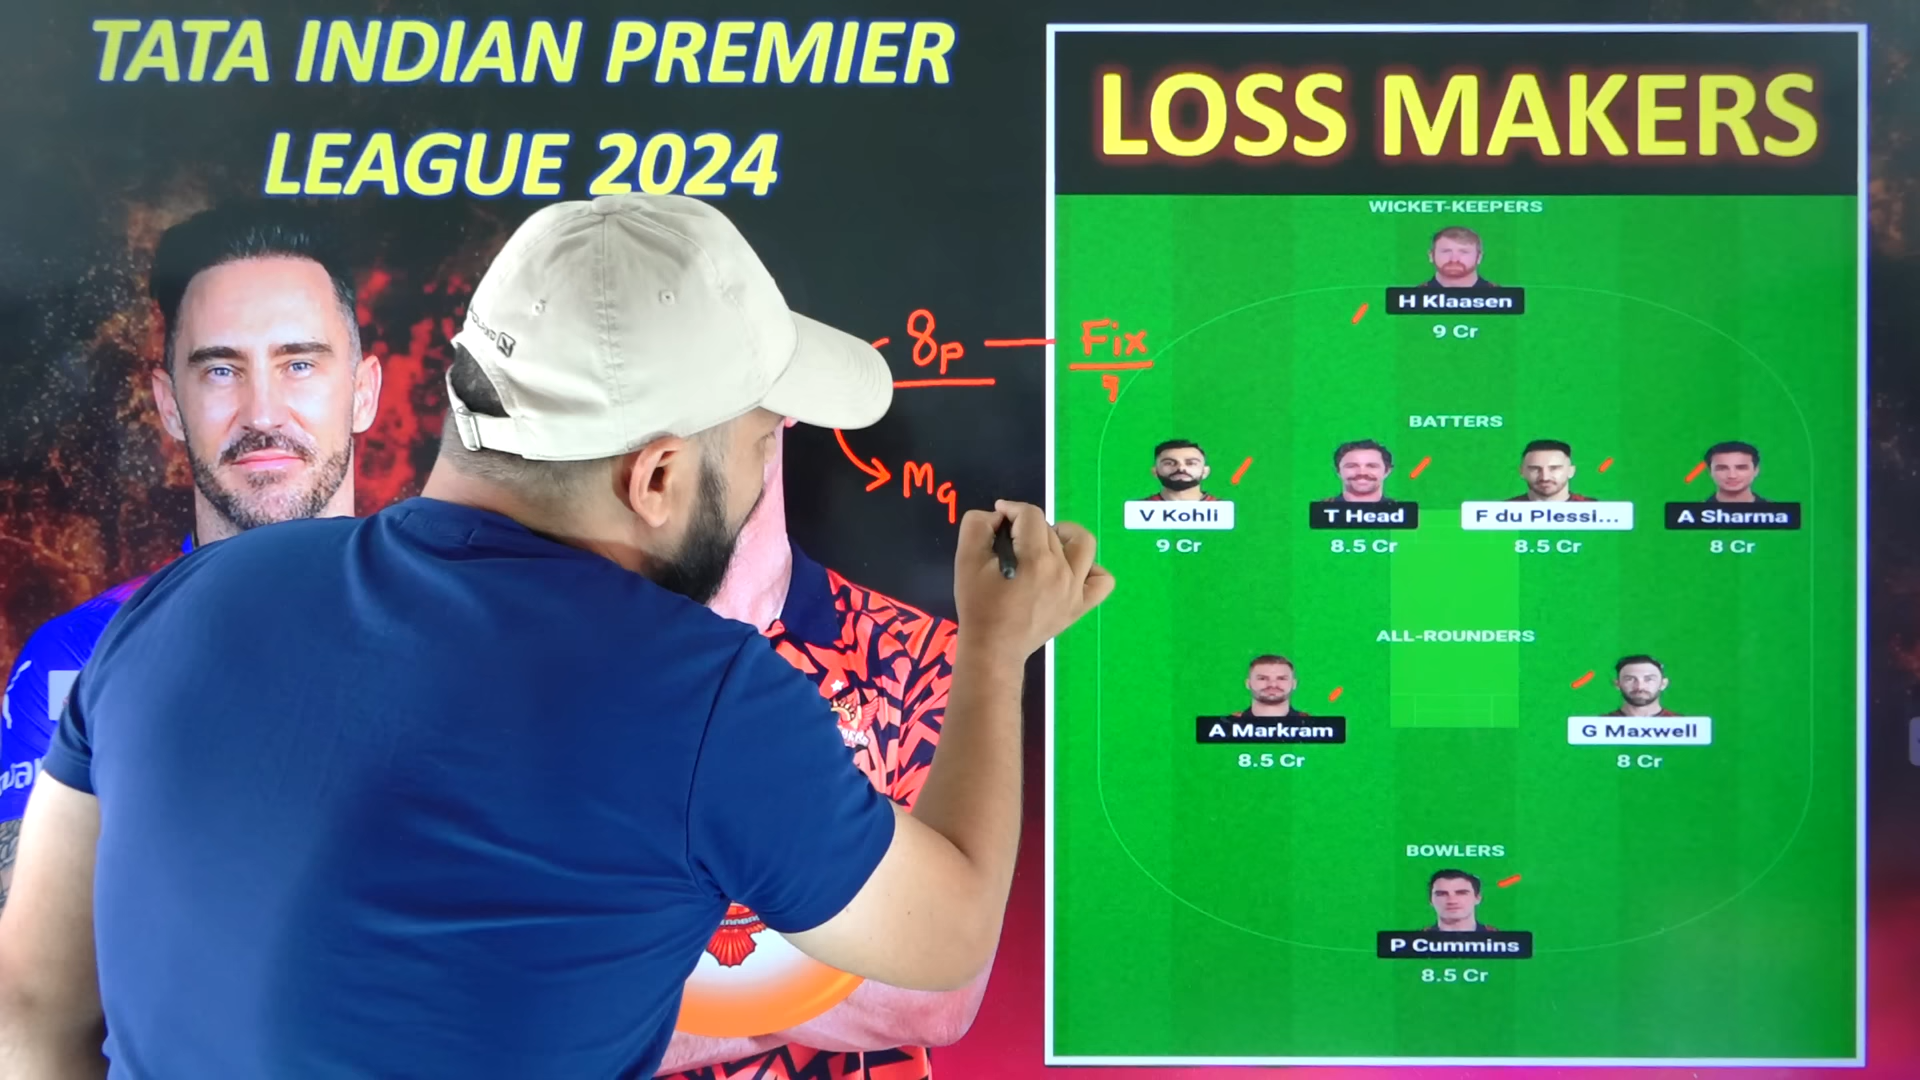 TATA INDIAN PREMIER
LEAGUE 2024
8p
Fix
LOSS MAKERS
WICKET-KEEPERS
H Klaasen
9 Cr
BATTERS
V Kohli
T Head
F du Plessi...
A Sharma
9 Cr
8.5 Cr
8.5 Cr
8 Cr
ALL-ROUNDERS
A Markram
G Maxwell
8.5 Cr
8 Cr
BOWLERS
P Cummins
8.5 Cr